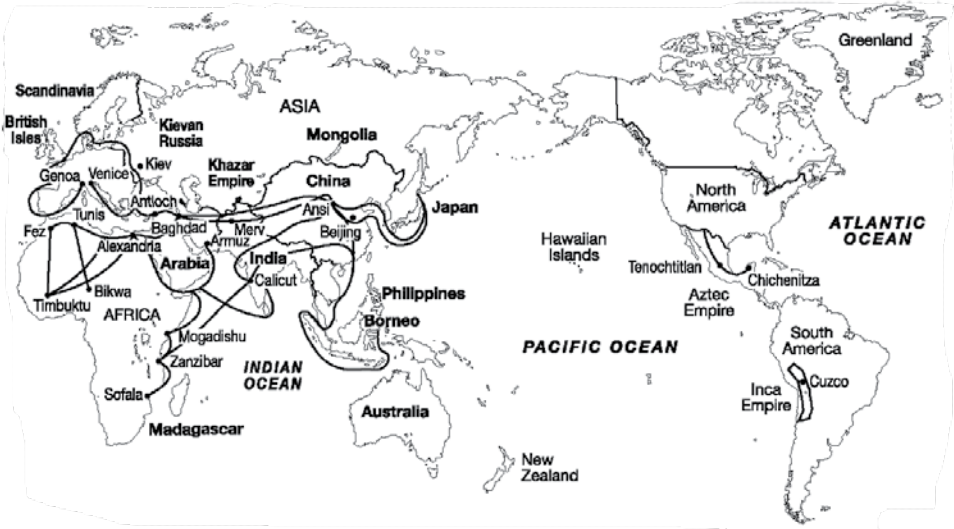 Greenland
Scandinavia
ASIA
British
Isles
Kievan
Russia
Mongolla
Kiev
Khazar
Empire
Genoa
Venice
China
North
America
Antioch
Ansi
Japan
Tunis
ATLANTIC
OCEAN
Fez
Baghdad
Merv
Beijing
Armuz
Alexandria
Hawaiian
Islands
India
Arabia
Tenochtitlan
Calicut
Chichenitza
Bikwa
Philippines
Timbuktu
Aztec
Empire
AFRICA
Borneo
Mogadishu
South
America
PACIFIC OCEAN
Zanzibar
INDIAN
OCEAN
Cuzco
Inca
Empire
Sofala
Australia
Madagascar
New
Zealand